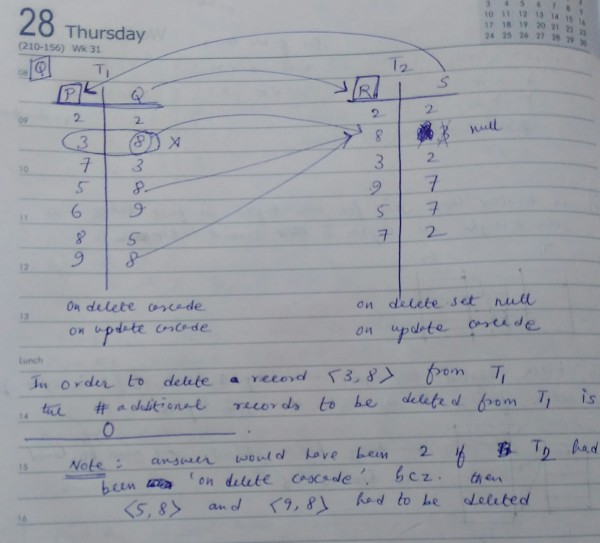 28 Thursday
(210-156) Wk 31
3 4 5 6 7 8 9
10 11 12 13 14 15 16
17 18 19 20 21 22 23
24 25 26 27 28 29 30
08 Q T1 T2
P Q R S
09 2 2 2 2
3 8 x 8 null
10 7 3 3 2
5 8 9 7
11 6 9 5 7
8 5 7 2
12 9 8
on delete cascade on delete set null
13 on update cascade on update cascade
Lunch
In order to delete a record <3,8> from T1
14 the # additional records to be deleted from T1 is
0 .
15 Note : answer would have been 2 if T2 had
been 'on delete cascade'. bcz. then
<5,8> and <9,8> had to be deleted
16